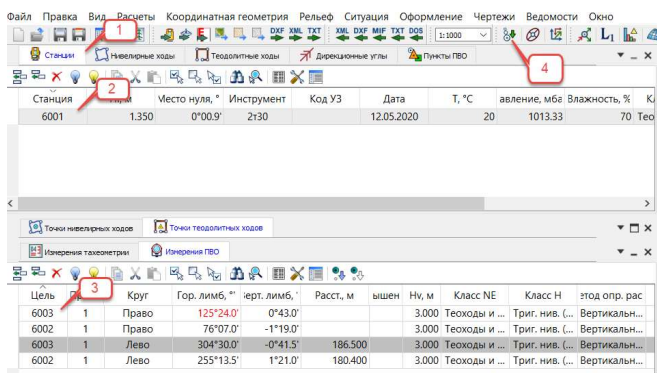 Файл Правка Вид Расчеты Координатная геометрия Рельеф Ситуация Оформление Чертежи Ведомости Окно
DXF XML TXT XML DXF MIF TXT DOS 1:1000
1
Станции Нивелирные ходы Теодолитные ходы Дирекционные углы Пункты ПВО
4
2
Станция м Место нуля, ° Инструмент Код УЗ Дата T, °C авление, мба Влажность, %
6001 1.350 0°00.9' 2т30 12.05.2020 20 1013.33 70 Тео
Точки нивелирных ходов Точки теодолитных ходов
Измерения тахеометрии Измерения ПВО
3
Цель Круг Гор. лимб, °' ерт. лимб, ° Расст., м ышен Hv, м Класс NE Класс H етод опр. рас
6003 1 Право 125°24.0' 0°43.0' 3.000 Теоходы и ... Триг. нив. (... Вертикальн...
6002 1 Право 76°07.0' -1°19.0' 3.000 Теоходы и ... Триг. нив. (... Вертикальн...
6003 1 Лево 304°30.0' -0°41.5' 186.500 3.000 Теоходы и ... Триг. нив. (... Вертикальн...
6002 1 Лево 255°13.5' 1°21.0' 180.400 3.000 Теоходы и ... Триг. нив. (... Вертикальн...